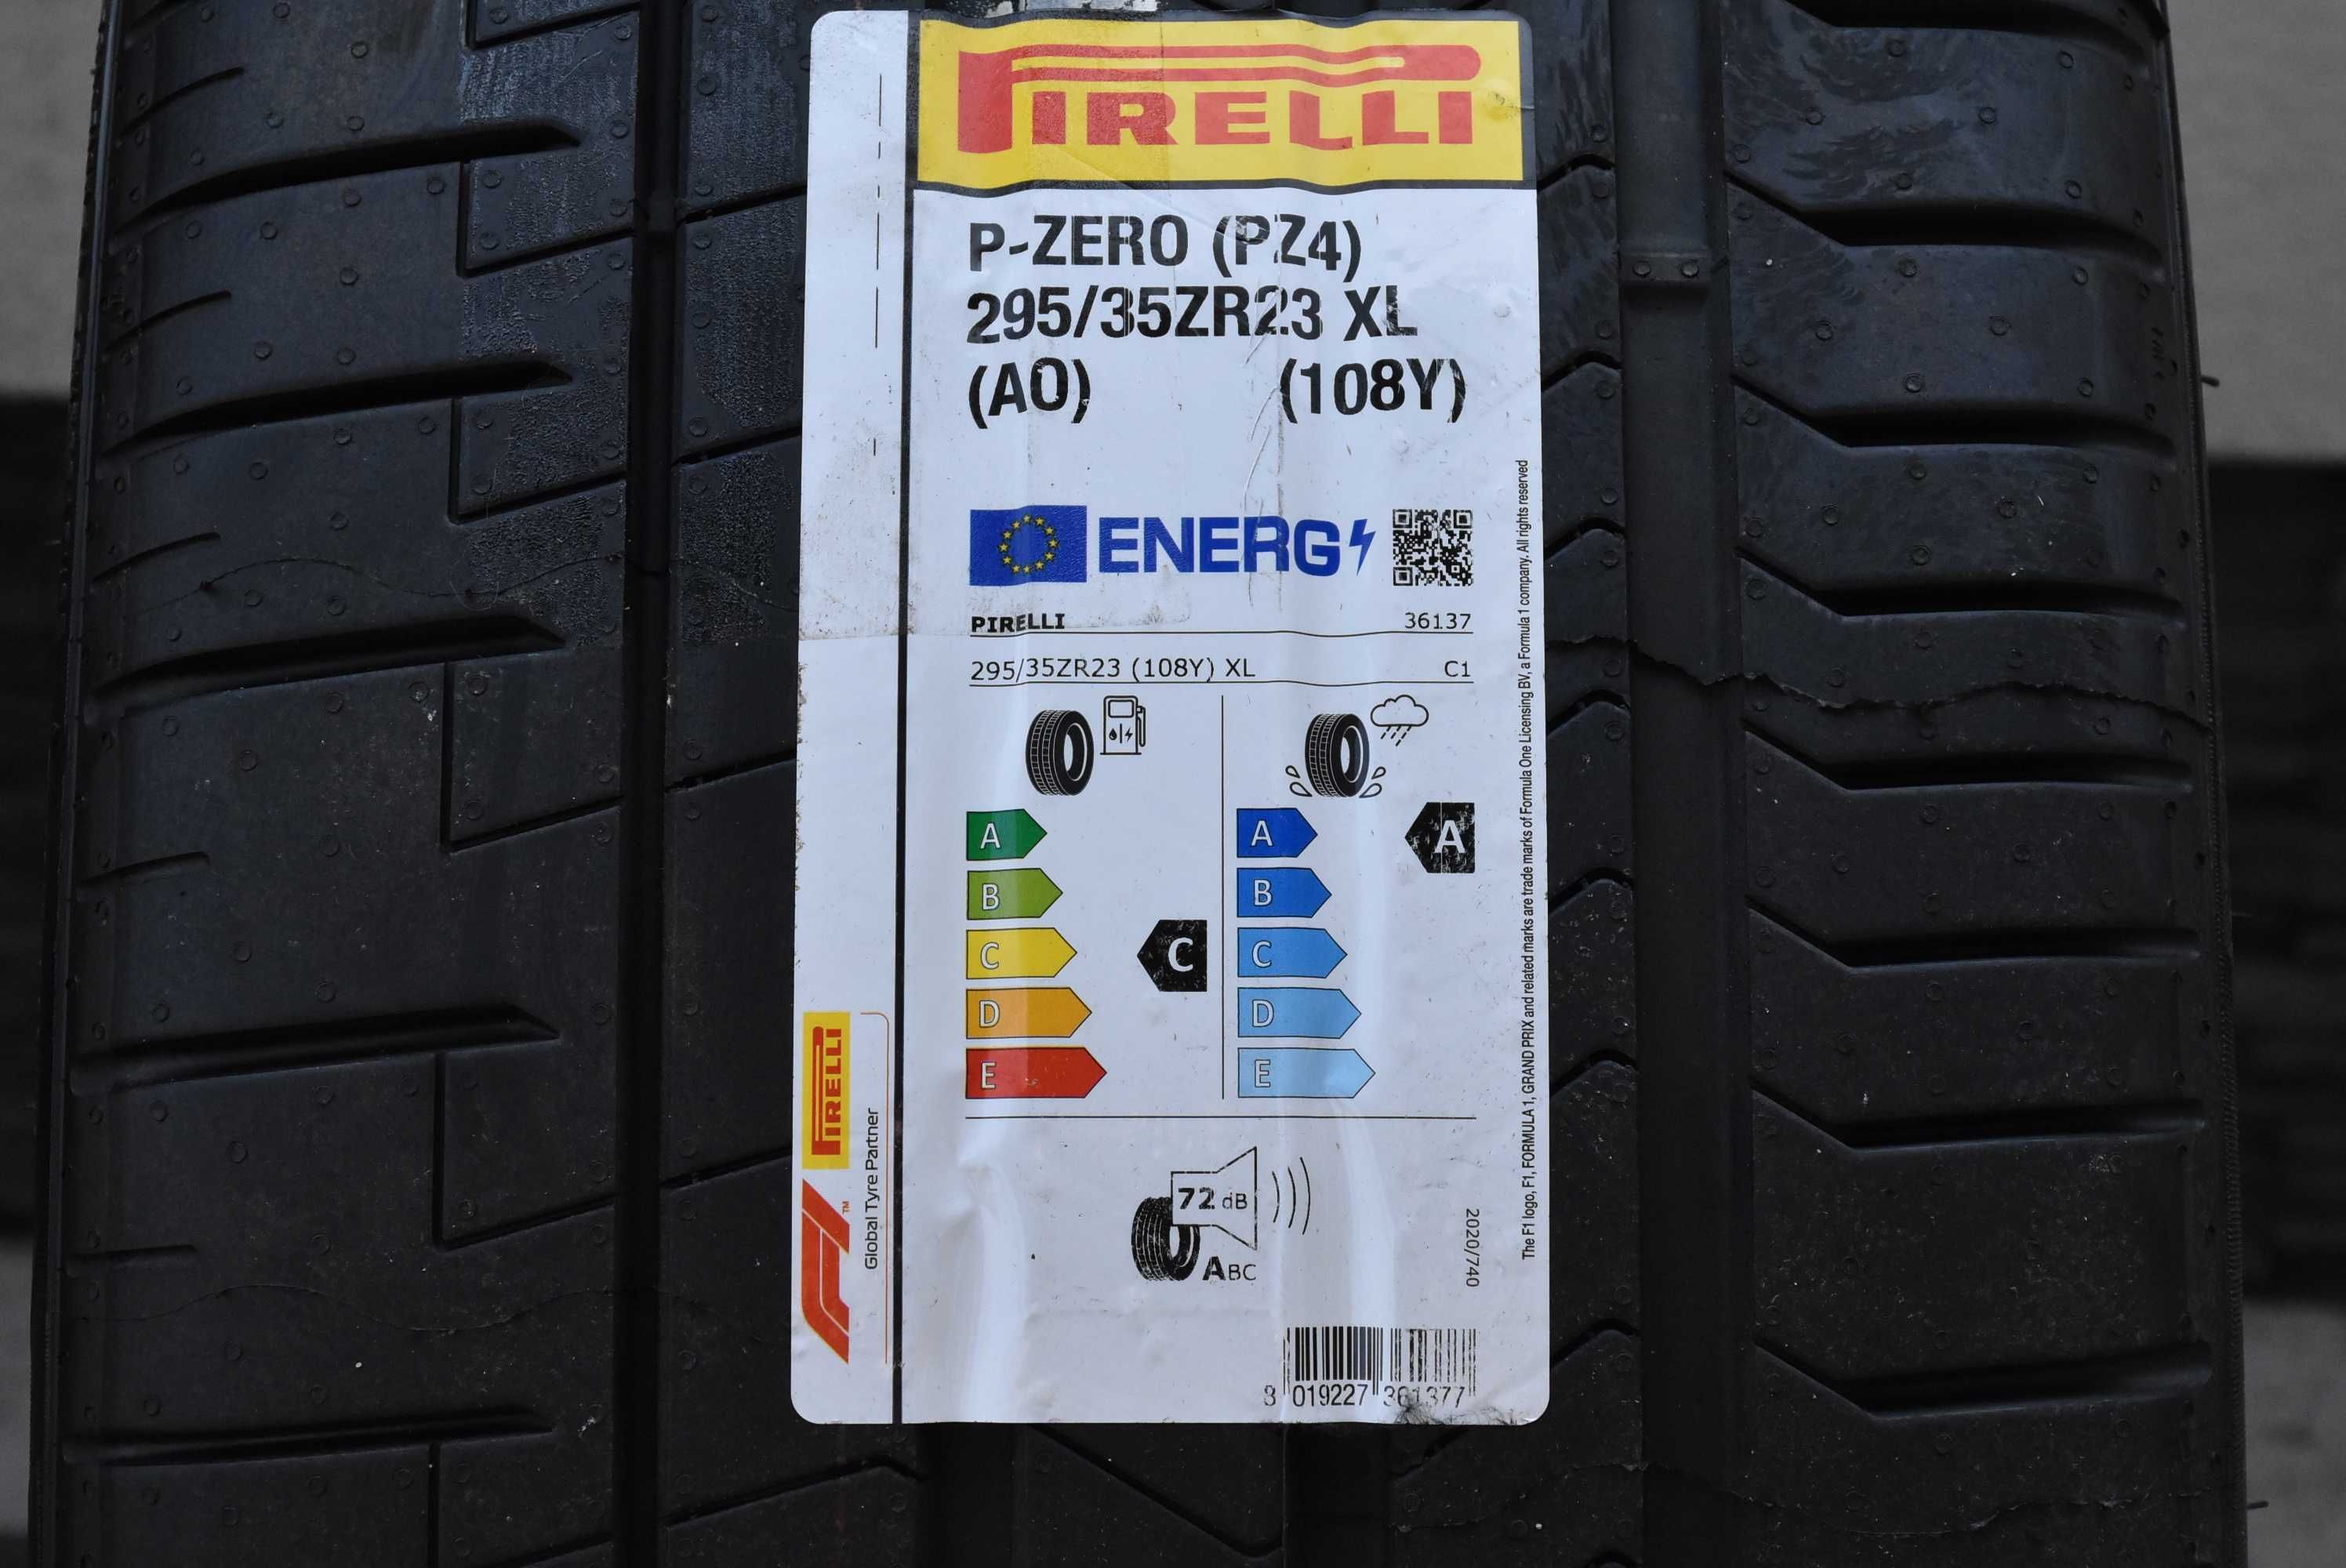 PIRELLI
P-ZERO (PZ4)
295/35ZR23 XL
(AO) (108Y)
ENERG
PIRELLI 36137
295/35ZR23 (108Y) XL C1
A A A
B B
C C C
D D
E E
72 dB
ABC
2020/740
8 019227 361377
The F1 logo, F1, FORMULA 1, GRAND PRIX and related marks are trade marks of Formula One Licensing BV, a Formula 1 company. All rights reserved
PIRELLI
F1™
Global Tyre Partner